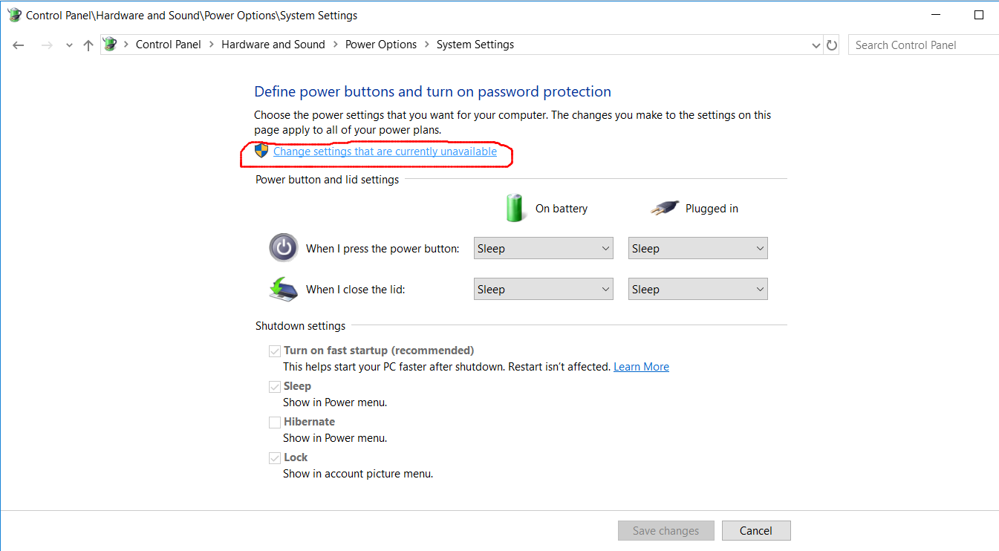 Control Panel\Hardware and Sound\Power Options\System Settings
Control Panel > Hardware and Sound > Power Options > System Settings
Search Control Panel
Define power buttons and turn on password protection
Choose the power settings that you want for your computer. The changes you make to the settings on this
page apply to all of your power plans.
Change settings that are currently unavailable
Power button and lid settings
On battery
Plugged in
When I press the power button:
Sleep
Sleep
When I close the lid:
Sleep
Sleep
Shutdown settings
Turn on fast startup (recommended)
This helps start your PC faster after shutdown. Restart isn't affected. Learn More
Sleep
Show in Power menu.
Hibernate
Show in Power menu.
Lock
Show in account picture menu.
Save changes
Cancel